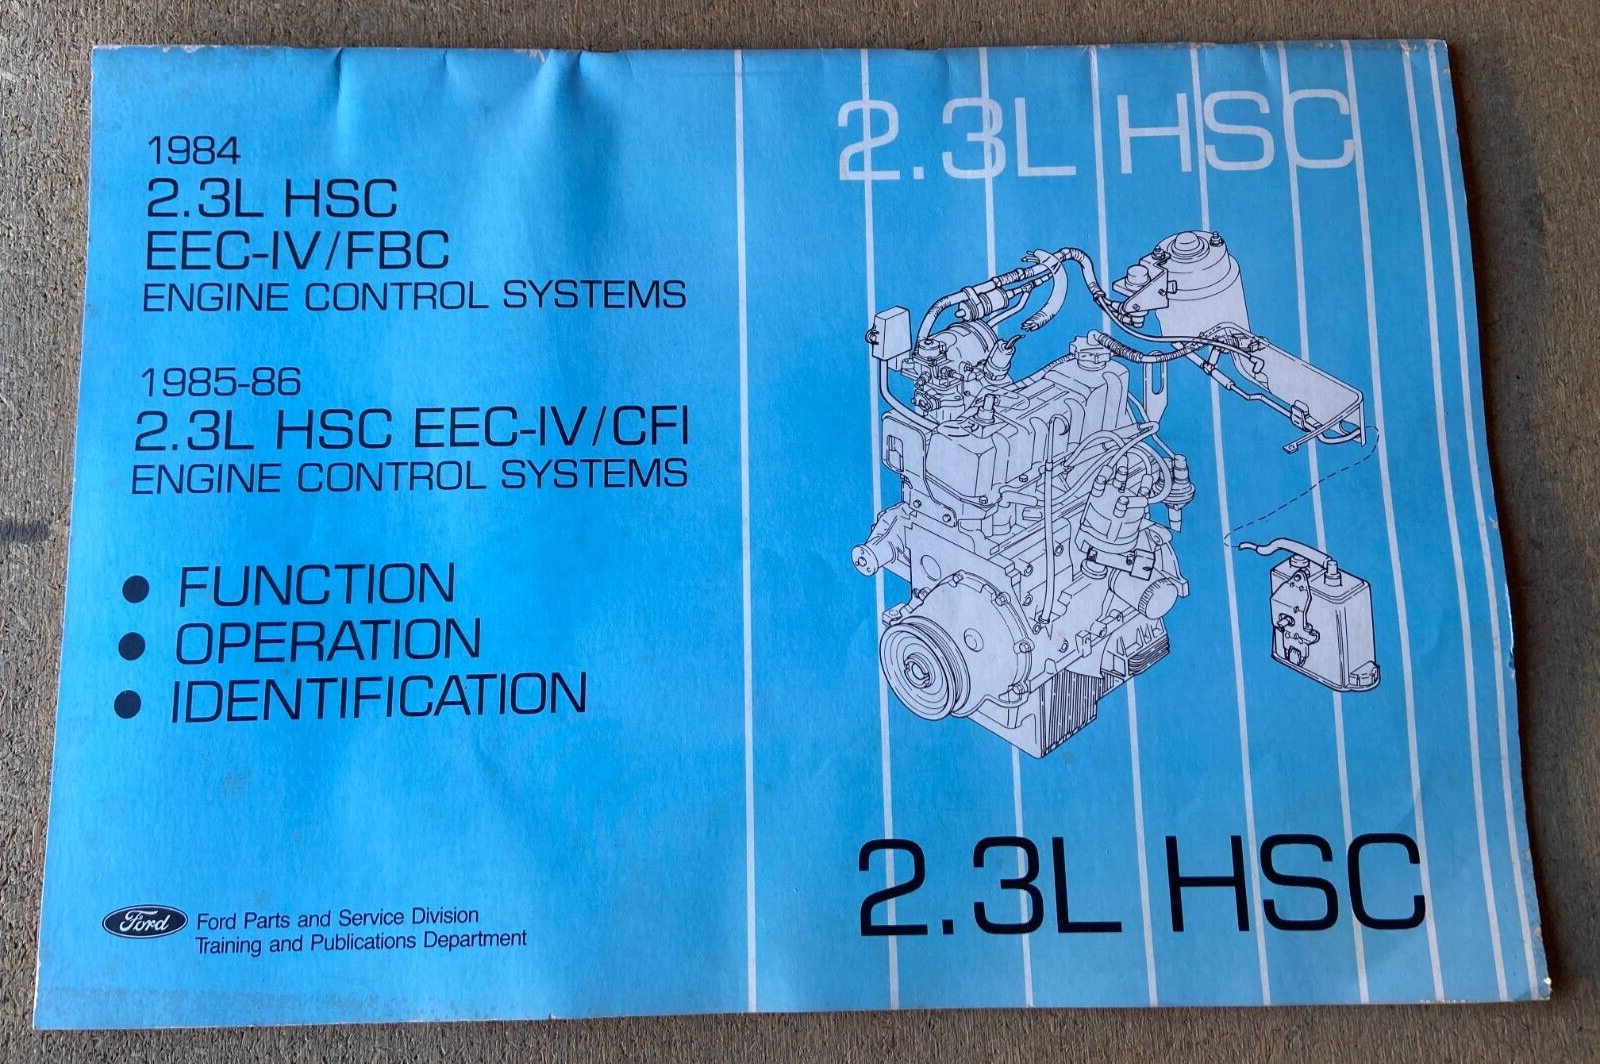 1984
2.3L HSC
EEC-IV/FBC
ENGINE CONTROL SYSTEMS
1985-86
2.3L HSC EEC-IV/CFI
ENGINE CONTROL SYSTEMS
● FUNCTION
● OPERATION
● IDENTIFICATION
Ford Ford Parts and Service Division
Training and Publications Department
2.3L HSC
2.3L HSC